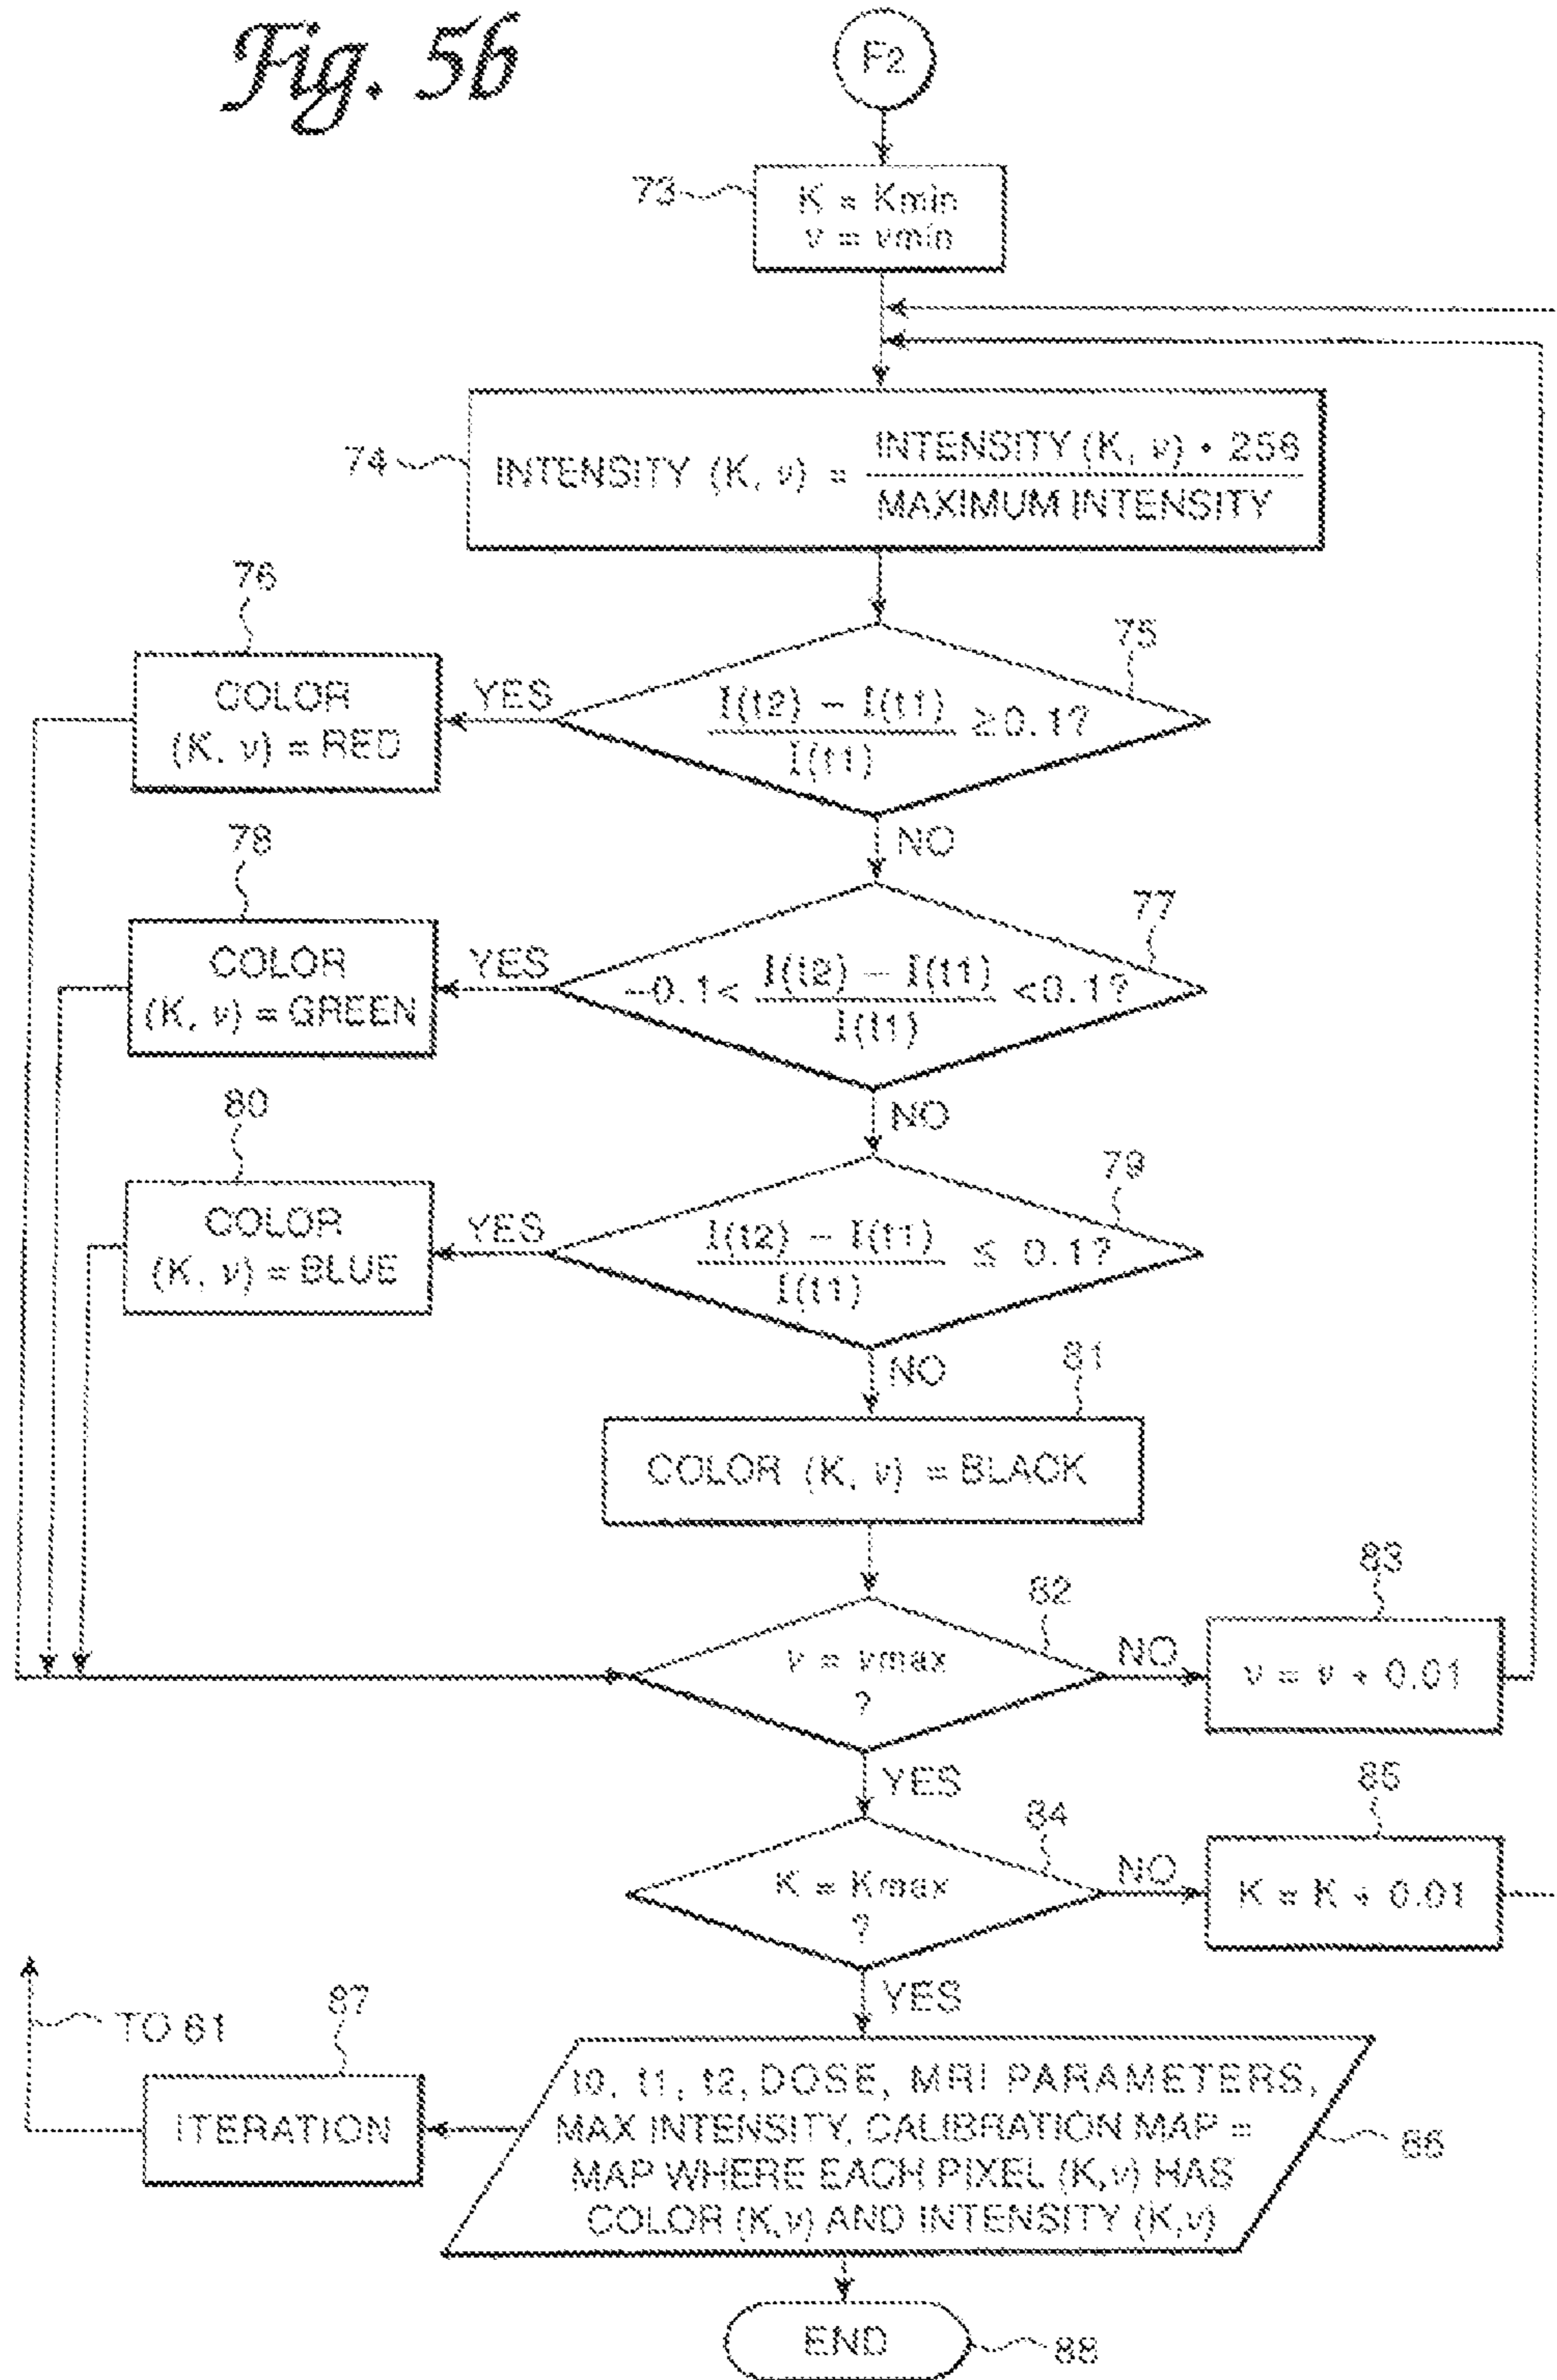 Fig. 5b
F2
73
K = Kmin
ν = νmin
74
INTENSITY (K, ν) = INTENSITY (K, ν) • 256
MAXIMUM INTENSITY
76
75
COLOR
(K, ν) = RED
YES
I(t2) – I(t1)
I(t1)
≥0.1?
NO
78
77
COLOR
(K, ν) = GREEN
YES
–0.1<
I(t2) – I(t1)
I(t1)
<0.1?
NO
80
79
COLOR
(K, ν) = BLUE
YES
I(t2) – I(t1)
I(t1)
≤ 0.1?
NO
81
COLOR (K, ν) = BLACK
82
83
ν = νmax
?
NO
ν = ν + 0.01
YES
84
85
K = Kmax
?
NO
K = K + 0.01
YES
TO 61
87
ITERATION
t0, t1, t2, DOSE, MRI PARAMETERS,
MAX INTENSITY, CALIBRATION MAP =
MAP WHERE EACH PIXEL (K,ν) HAS
COLOR (K,ν) AND INTENSITY (K,ν)
86
END
88